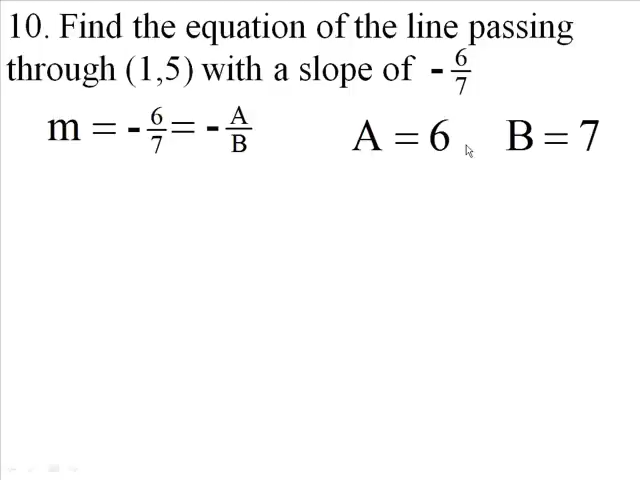 10. Find the equation of the line passing
through (1,5) with a slope of -6/7
m = -6/7 = -A/B A = 6 B = 7